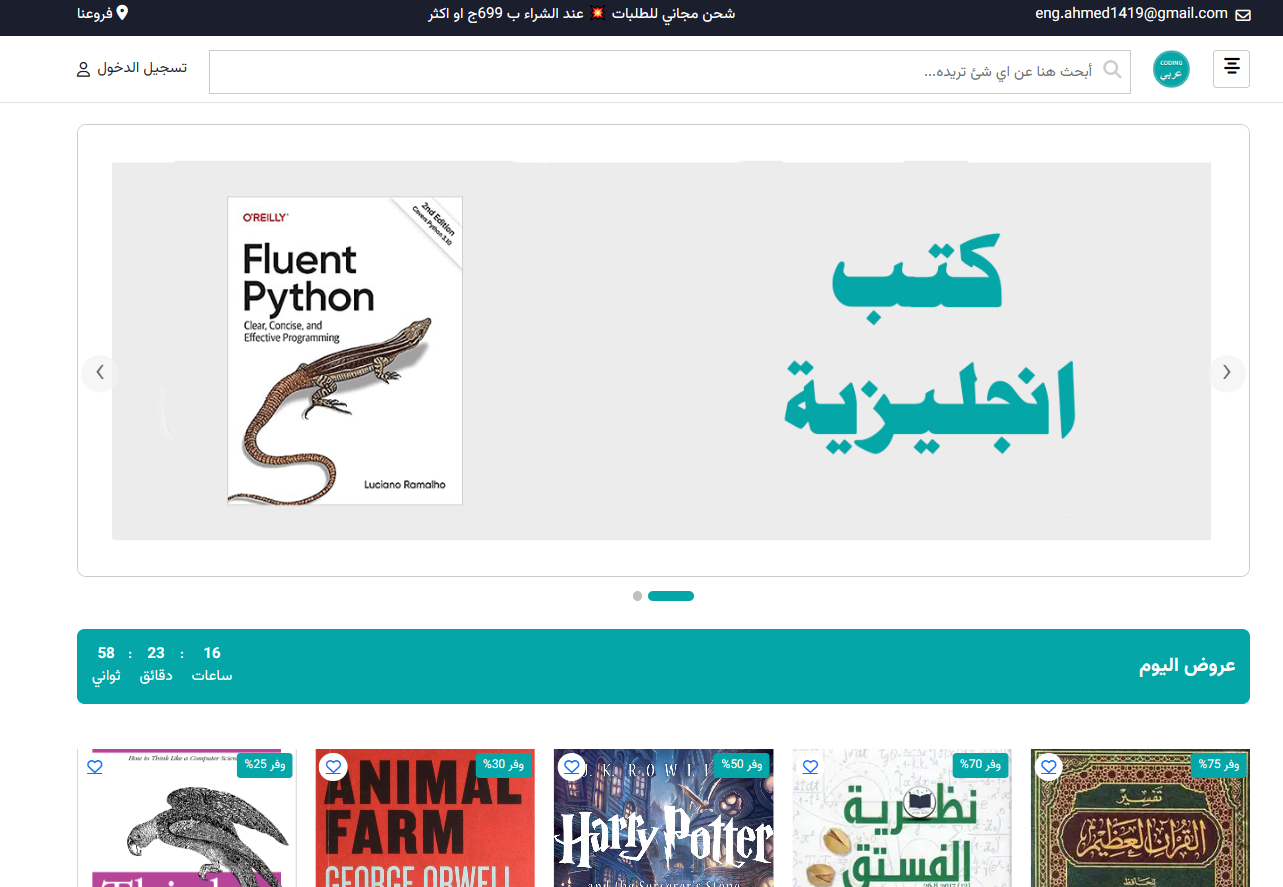 eng.ahmed1419@gmail.com
شحن مجاني للطلبات 💥 عند الشراء ب 699ج او اكثر
فروعنا
CODING
عربي
أبحث هنا عن اي شئ تريده...
تسجيل الدخول
كتب
انجليزية
O'REILLY
2nd Edition
Covers Python 3.10
Fluent
Python
Clear, Concise, and
Effective Programming
Luciano Ramalho
عروض اليوم
16 : 23 : 58
ساعات دقائق ثواني
وفر 75%
تفسير
القرآن العظيم
للحافظ
وفر 70%
نظرية
الفستق
وفر 50%
J.K. ROWLI
Harry Potter
and the Sorcerer's Stone
وفر 30%
ANIMAL
FARM
GEORGE ORWELL
وفر 25%
How to Think Like a Computer Scien
Think